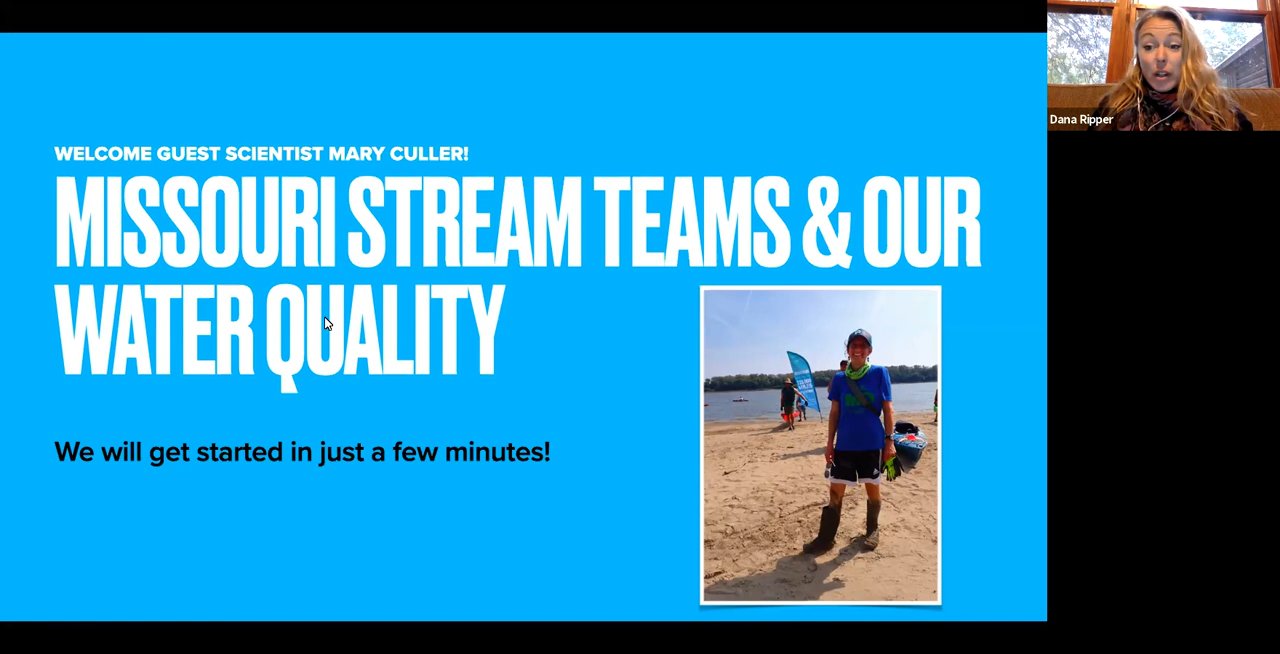 WELCOME GUEST SCIENTIST MARY CULLER!
MISSOURI STREAM TEAMS & OUR
WATER QUALITY
We will get started in just a few minutes!
Dana Ripper